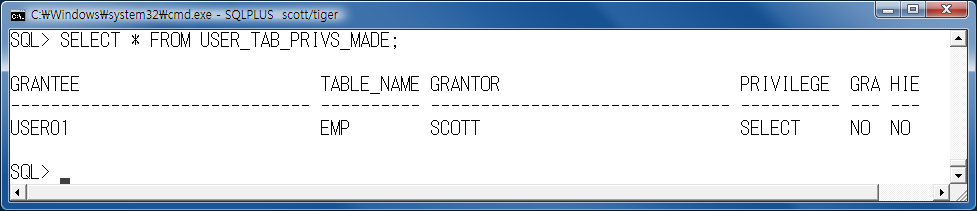 C:₩Windows₩system32₩cmd.exe - SQLPLUS  scott/tiger
SQL> SELECT * FROM USER_TAB_PRIVS_MADE;
GRANTEE                        TABLE_NAME GRANTOR                        PRIVILEGE  GRA HIE
------------------------------ ---------- ------------------------------ ---------- --- ---
USER01                         EMP        SCOTT                          SELECT     NO  NO
SQL>